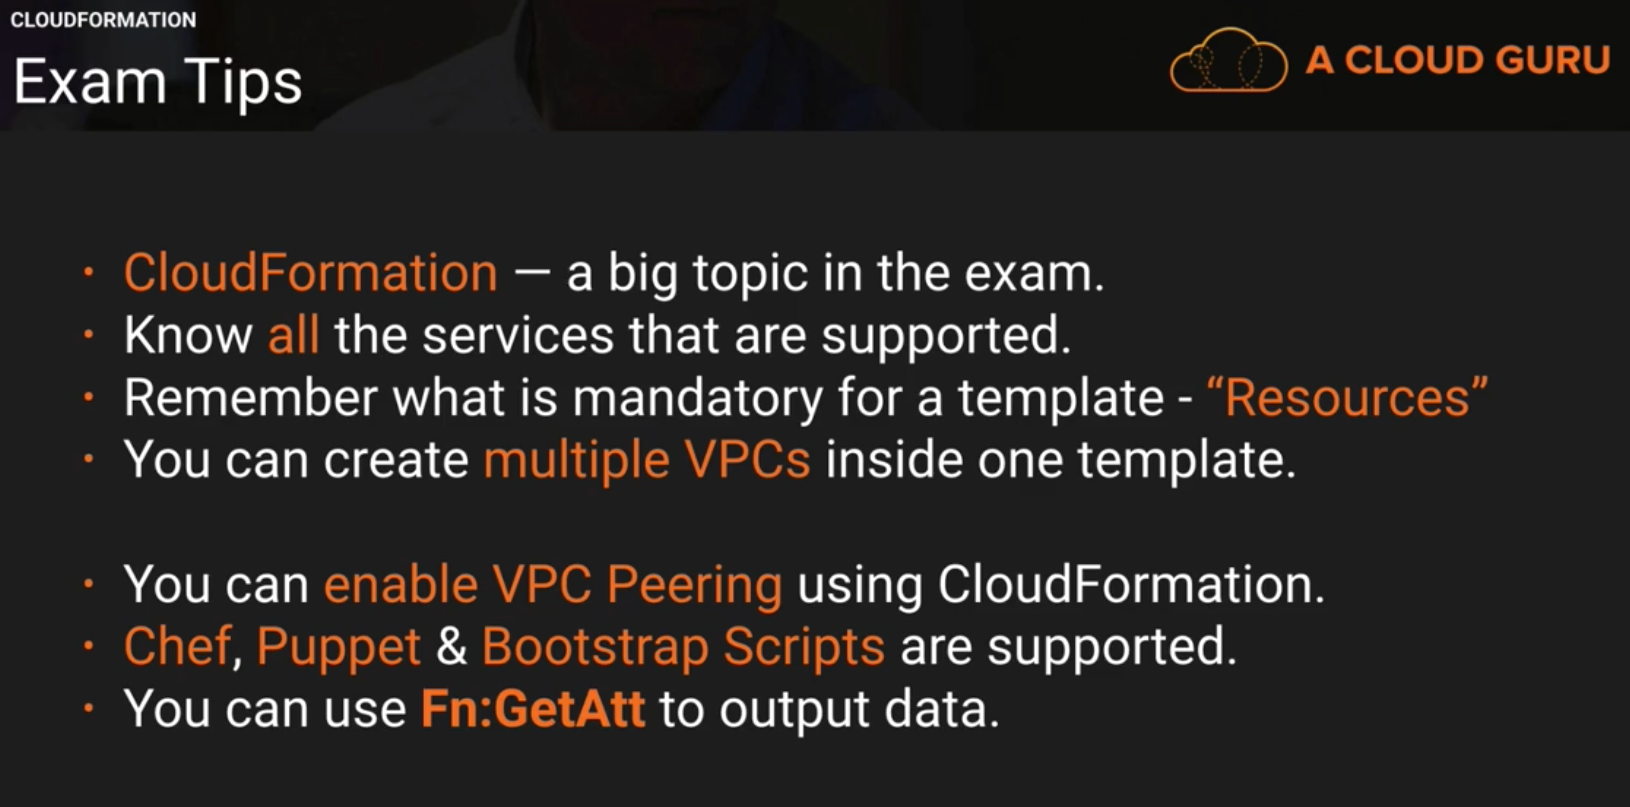 CLOUDFORMATION
Exam Tips
A CLOUD GURU
· CloudFormation — a big topic in the exam.
· Know all the services that are supported.
· Remember what is mandatory for a template - “Resources”
· You can create multiple VPCs inside one template.
· You can enable VPC Peering using CloudFormation.
· Chef, Puppet & Bootstrap Scripts are supported.
· You can use Fn:GetAtt to output data.